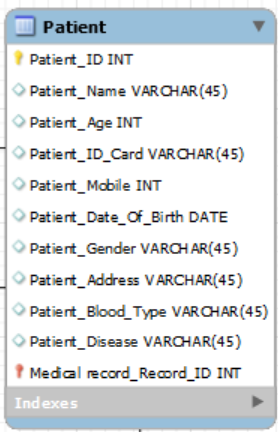 Patient
Patient_ID INT
Patient_Name VARCHAR(45)
Patient_Age INT
Patient_ID_Card VARCHAR(45)
Patient_Mobile INT
Patient_Date_Of_Birth DATE
Patient_Gender VARCHAR(45)
Patient_Address VARCHAR(45)
Patient_Blood_Type VARCHAR(45)
Patient_Disease VARCHAR(45)
Medical record_Record_ID INT
Indexes